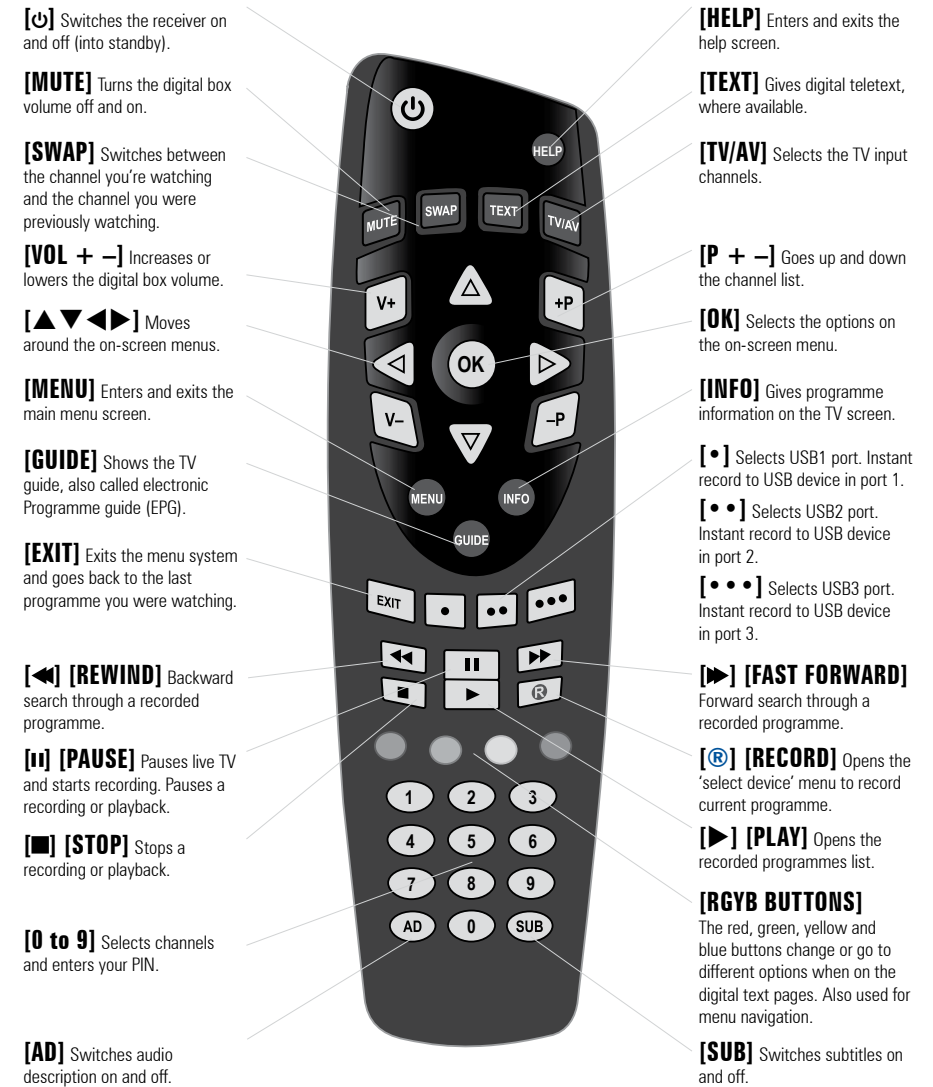 [⏻] Switches the receiver on
and off (into standby).
[MUTE] Turns the digital box
volume off and on.
[SWAP] Switches between
the channel you're watching
and the channel you were
previously watching.
[VOL + –] Increases or
lowers the digital box volume.
[▲▼◀▶] Moves
around the on-screen menus.
[MENU] Enters and exits the
main menu screen.
[GUIDE] Shows the TV
guide, also called electronic
Programme guide (EPG).
[EXIT] Exits the menu system
and goes back to the last
programme you were watching.
[◀◀] [REWIND] Backward
search through a recorded
programme.
[❚❚] [PAUSE] Pauses live TV
and starts recording. Pauses a
recording or playback.
[■] [STOP] Stops a
recording or playback.
[0 to 9] Selects channels
and enters your PIN.
[AD] Switches audio
description on and off.
HELP
MUTE
SWAP
TEXT
TV/AV
V+
+P
OK
V–
–P
MENU
INFO
GUIDE
EXIT
•
••
•••
®
1 2 3
4 5 6
7 8 9
AD 0 SUB
[HELP] Enters and exits the
help screen.
[TEXT] Gives digital teletext,
where available.
[TV/AV] Selects the TV input
channels.
[P + –] Goes up and down
the channel list.
[OK] Selects the options on
the on-screen menu.
[INFO] Gives programme
information on the TV screen.
[•] Selects USB1 port. Instant
record to USB device in port 1.
[• •] Selects USB2 port.
Instant record to USB device
in port 2.
[• • •] Selects USB3 port.
Instant record to USB device
in port 3.
[▶▶] [FAST FORWARD]
Forward search through a
recorded programme.
[®] [RECORD] Opens the
‘select device’ menu to record
current programme.
[▶] [PLAY] Opens the
recorded programmes list.
[RGYB BUTTONS]
The red, green, yellow and
blue buttons change or go to
different options when on the
digital text pages. Also used for
menu navigation.
[SUB] Switches subtitles on
and off.